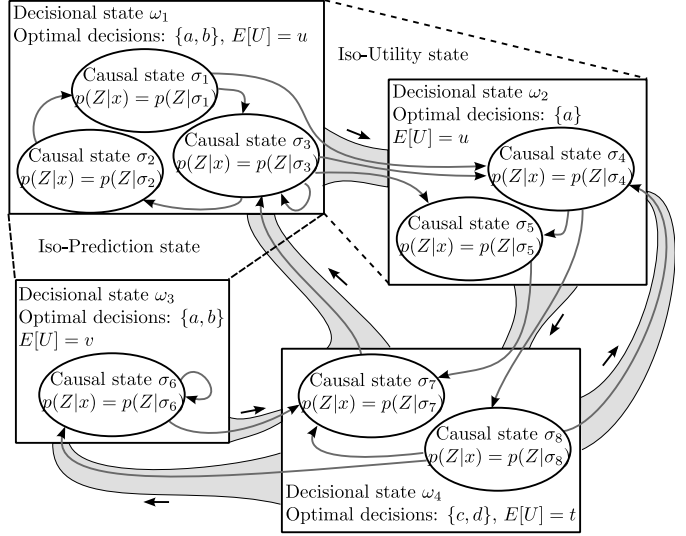 Decisional state ω₁
Optimal decisions: {a, b}, E[U] = u
Causal state σ₁
p(Z|x) = p(Z|σ₁)
Causal state σ₂
p(Z|x) = p(Z|σ₂)
Causal state σ₃
p(Z|x) = p(Z|σ₃)
Iso-Utility state
Decisional state ω₂
Optimal decisions: {a}
E[U] = u
Causal state σ₄
p(Z|x) = p(Z|σ₄)
Causal state σ₅
p(Z|x) = p(Z|σ₅)
Iso-Prediction state
Decisional state ω₃
Optimal decisions: {a, b}
E[U] = v
Causal state σ₆
p(Z|x) = p(Z|σ₆)
Causal state σ₇
p(Z|x) = p(Z|σ₇)
Causal state σ₈
p(Z|x) = p(Z|σ₈)
Decisional state ω₄
Optimal decisions: {c, d}, E[U] = t